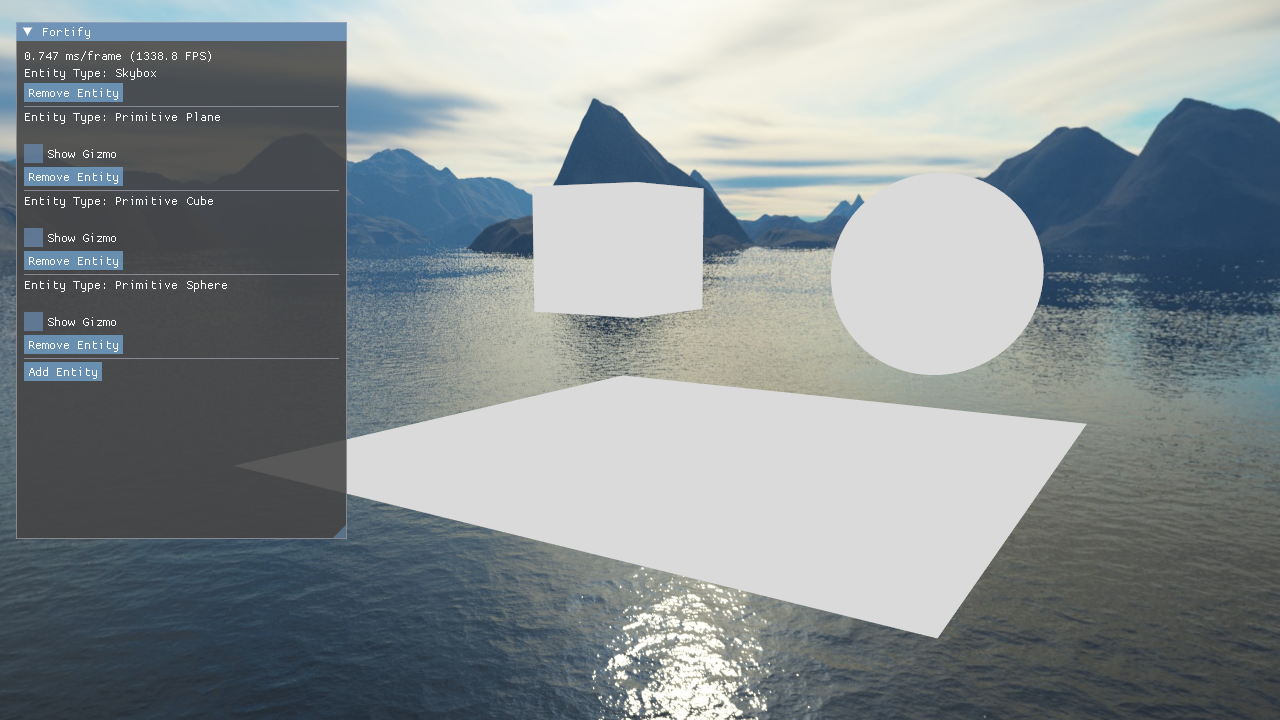 Fortify
0.747 ms/frame (1338.8 FPS)
Entity Type: Skybox
Remove Entity
Entity Type: Primitive Plane
Show Gizmo
Remove Entity
Entity Type: Primitive Cube
Show Gizmo
Remove Entity
Entity Type: Primitive Sphere
Show Gizmo
Remove Entity
Add Entity